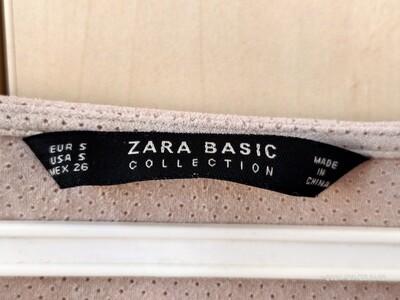 EUR S
USA S
MEX 26
ZARA BASIC
COLLECTION
MADE
IN
CHINA